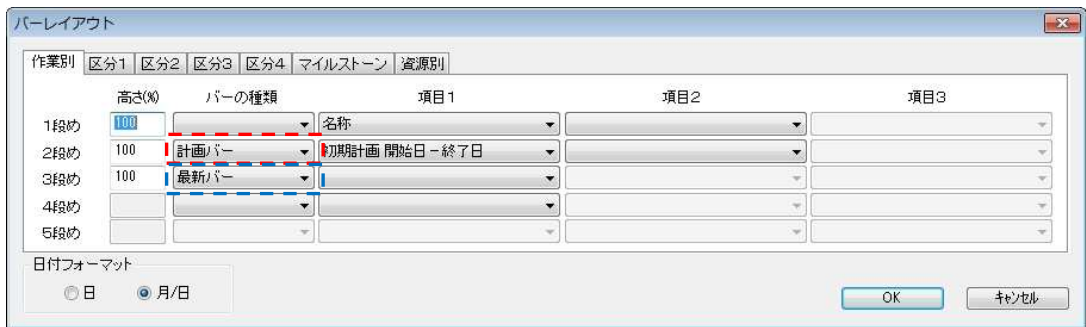 バーレイアウト
作業別 区分1 区分2 区分3 区分4 マイルストーン 資源別
高さ(%) バーの種類 項目1 項目2 項目3
1段め 100 名称
2段め 100 計画バー 初期計画 開始日-終了日
3段め 100 最新バー
4段め
5段め
日付フォーマット
日 月/日
OK キャンセル